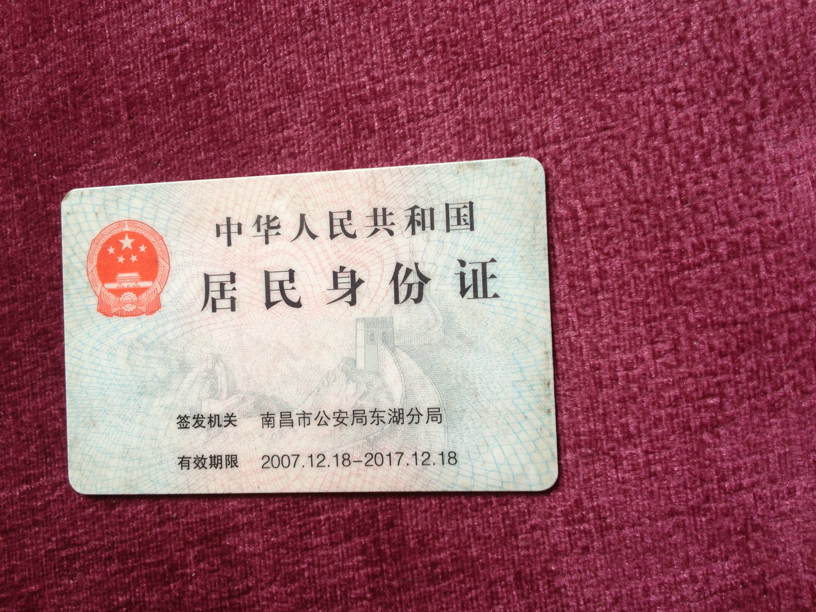 中华人民共和国
居民身份证
签发机关 南昌市公安局东湖分局
有效期限 2007.12.18-2017.12.18